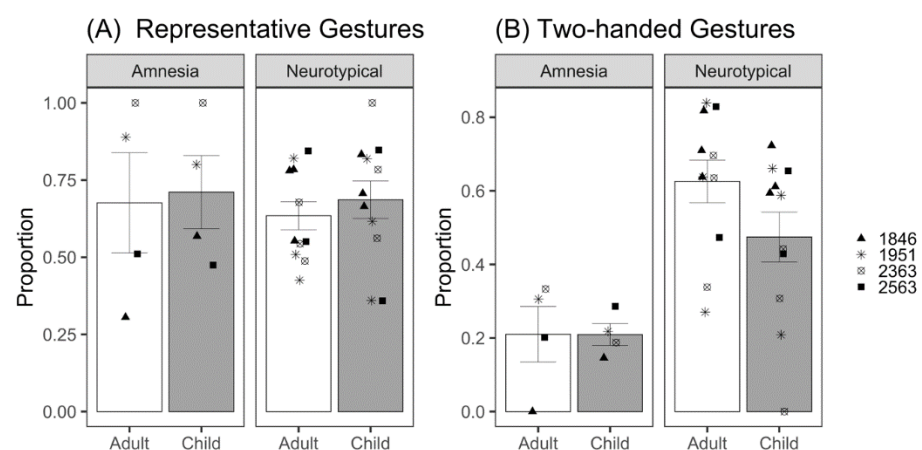 (A) Representative Gestures
(B) Two-handed Gestures
Amnesia
Neurotypical
Amnesia
Neurotypical
Proportion
1.00
0.75
0.50
0.25
0.00
Adult
Child
Adult
Child
Proportion
0.8
0.6
0.4
0.2
0.0
Adult
Child
Adult
Child
1846
1951
2363
2563